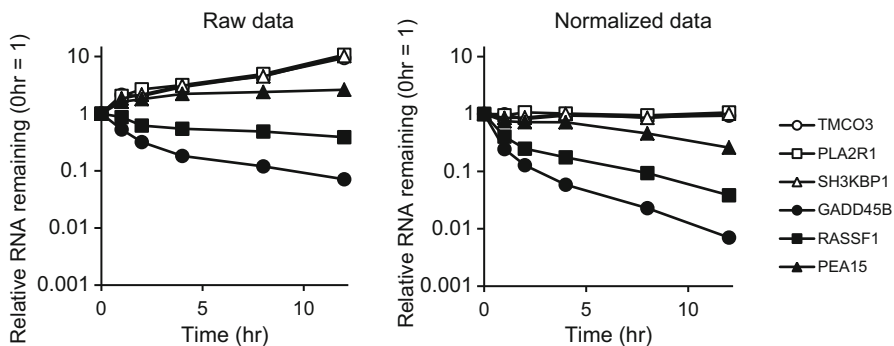 Raw data
Relative RNA remaining (0hr = 1)
10
1
0.1
0.01
0.001
0
5
10
Time (hr)
Normalized data
Relative RNA remaining (0hr = 1)
10
1
0.1
0.01
0.001
0
5
10
Time (hr)
TMCO3
PLA2R1
SH3KBP1
GADD45B
RASSF1
PEA15